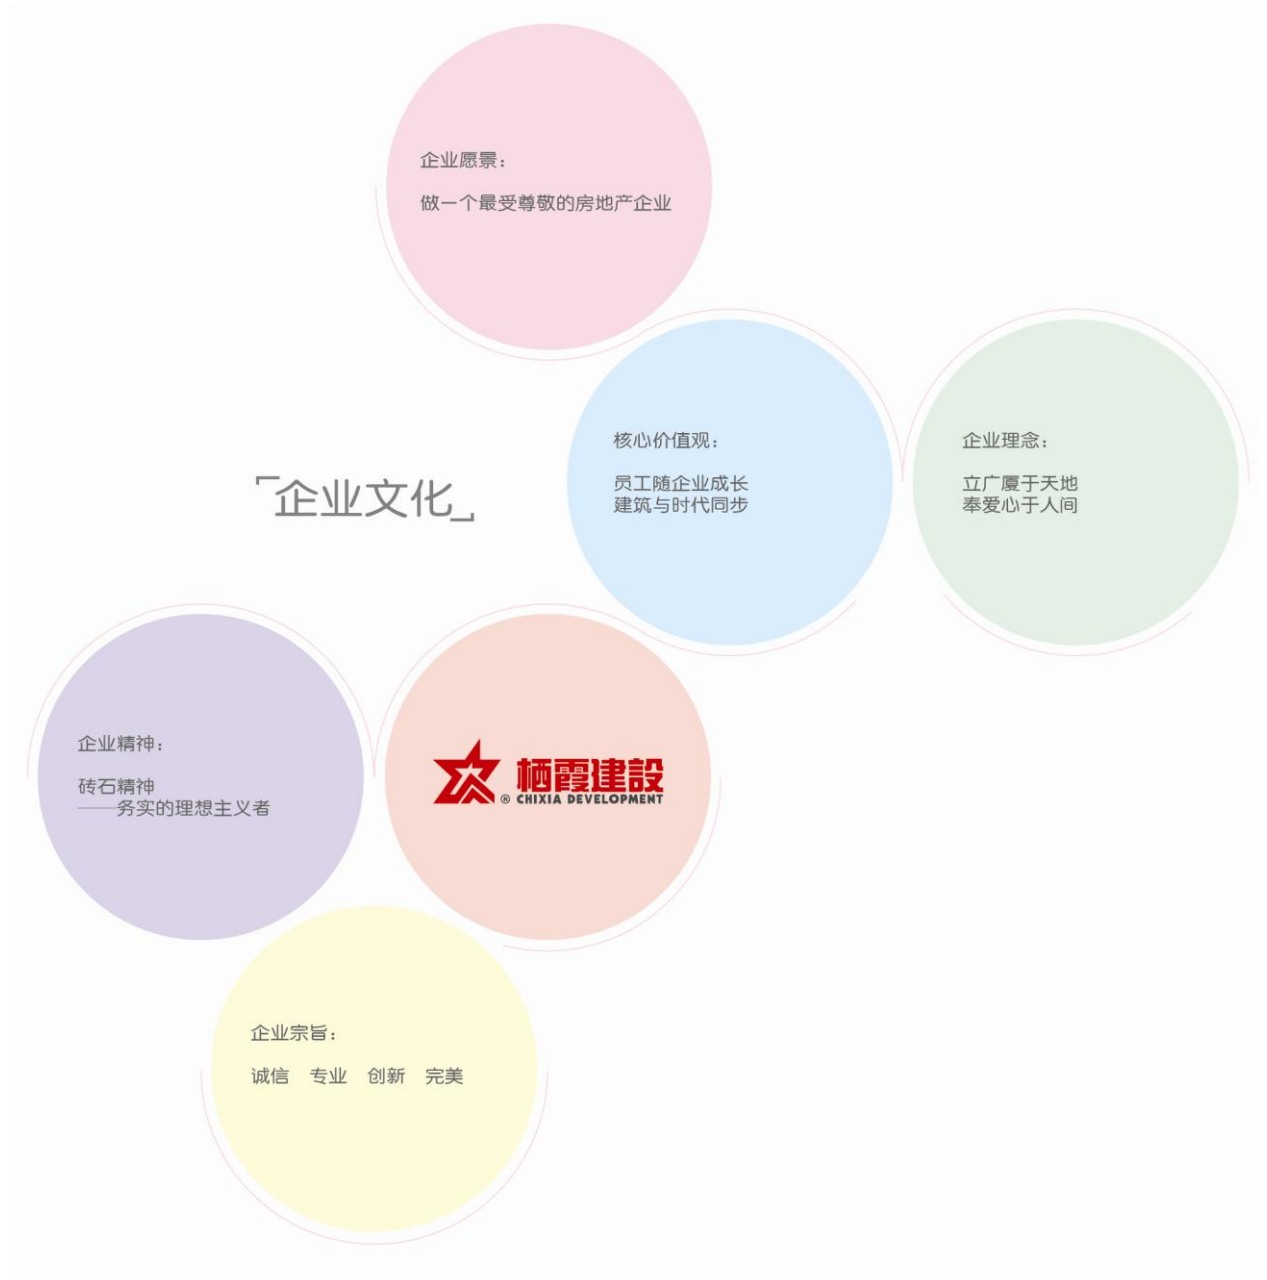 企业愿景：
做一个最受尊敬的房地产企业
核心价值观：
员工随企业成长
建筑与时代同步
企业理念：
立广厦于天地
奉爱心于人间
「企业文化」
企业精神：
砖石精神
——务实的理想主义者
栖霞建設
® CHIXIA DEVELOPMENT
企业宗旨：
诚信 专业 创新 完美